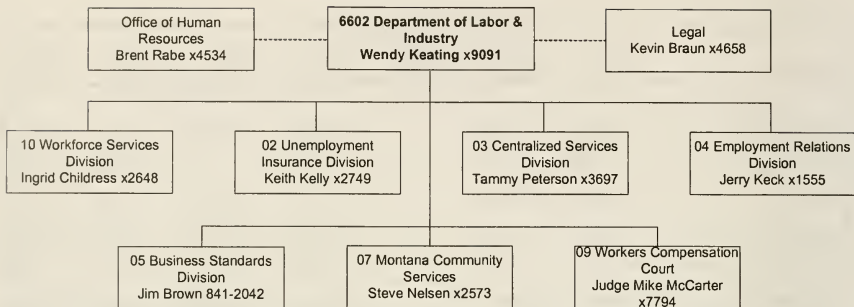 Office of Human
Resources
Brent Rabe x4534
6602 Department of Labor &
Industry
Wendy Keating x9091
Legal
Kevin Braun x4658
10 Workforce Services
Division
Ingrid Childress x2648
02 Unemployment
Insurance Division
Keith Kelly x2749
03 Centralized Services
Division
Tammy Peterson x3697
04 Employment Relations
Division
Jerry Keck x1555
05 Business Standards
Division
Jim Brown 841-2042
07 Montana Community
Services
Steve Nelsen x2573
09 Workers Compensation
Court
Judge Mike McCarter
x7794